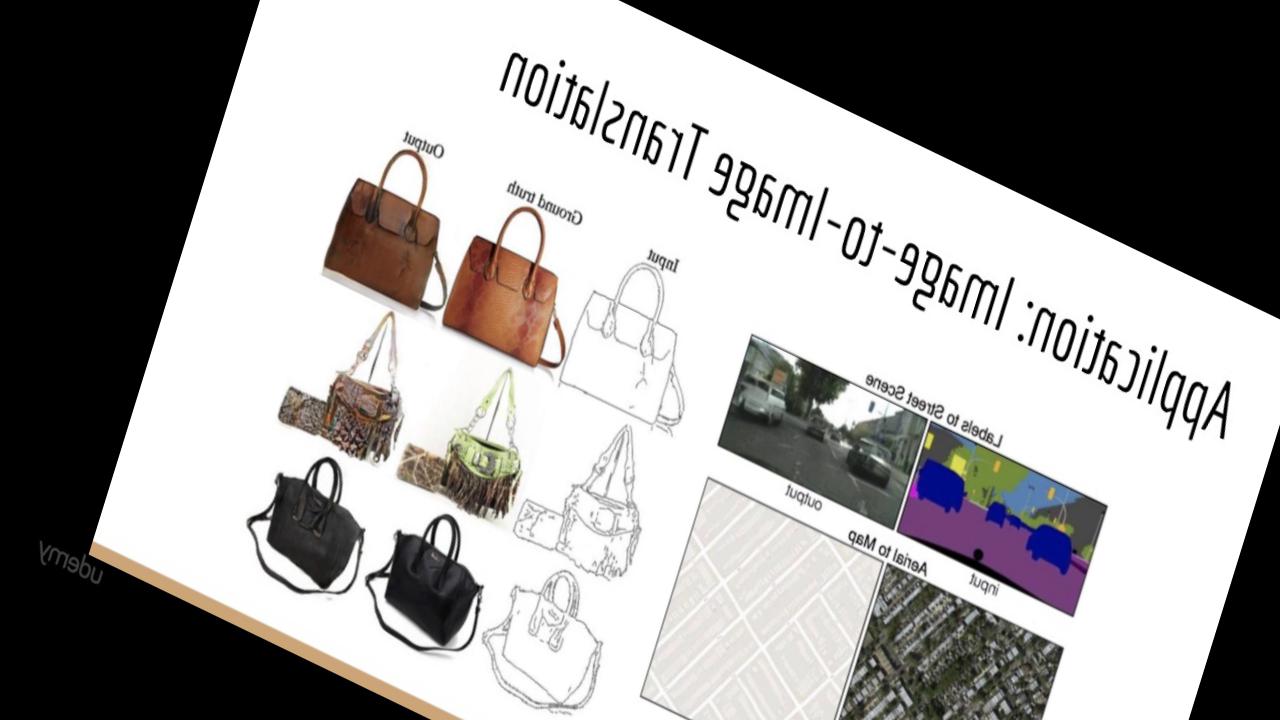 Application: Image-to-Image Translation
Labels to Street Scene
input
output
Aerial to Map
Input
Ground truth
Output
udemy